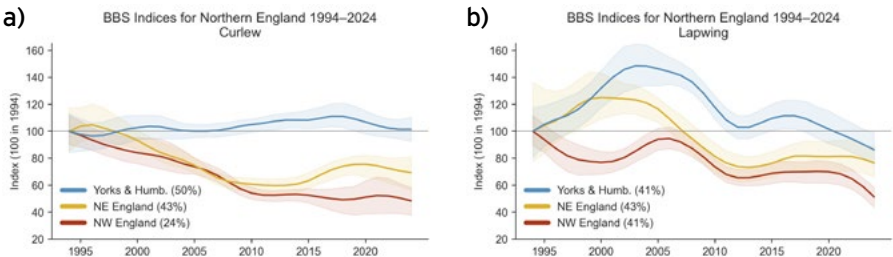 a)
BBS Indices for Northern England 1994–2024
Curlew
Index (100 in 1994)
160
140
120
100
80
60
40
20
Yorks & Humb. (50%)
NE England (43%)
NW England (24%)
1995 2000 2005 2010 2015 2020
b)
BBS Indices for Northern England 1994–2024
Lapwing
Index (100 in 1994)
160
140
120
100
80
60
40
20
Yorks & Humb. (41%)
NE England (43%)
NW England (41%)
1995 2000 2005 2010 2015 2020